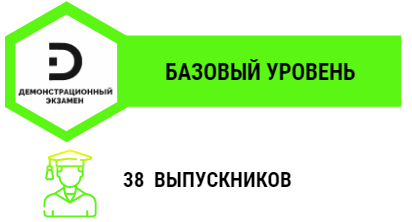 ДЕМОНСТРАЦИОННЫЙ
ЭКЗАМЕН
БАЗОВЫЙ УРОВЕНЬ
38 ВЫПУСКНИКОВ